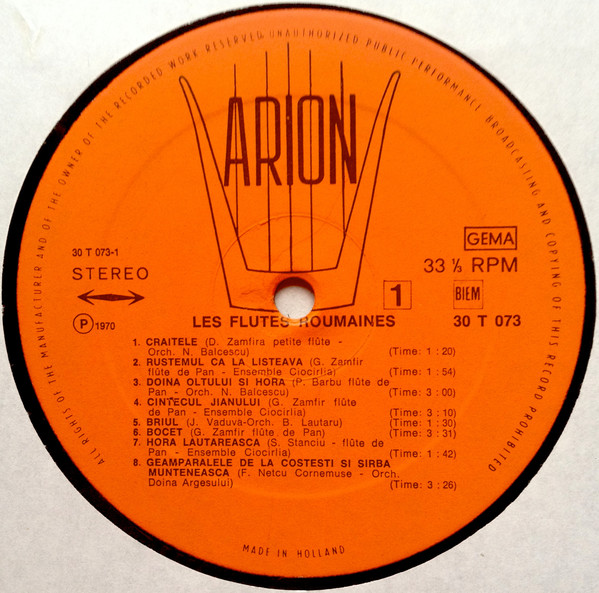 ALL RIGHTS OF THE MANUFACTURER AND OF THE OWNER OF THE RECORDED WORK RESERVED. UNAUTHORIZED PUBLIC PERFORMANCE. BROADCASTING AND COPYING OF THIS RECORD PROHIBITED
ARION
30 T 073-1
STEREO
GEMA
33 ⅓ RPM
1
BIEM
℗ 1970
LES FLUTES ROUMAINES
30 T 073
1. CRAITELE (D. Zamfira petite flûte -
Orch. N. Balcescu) (Time: 1 : 20)
2. RUSTEMUL CA LA LISTEAVA (G. Zamfir
flûte de Pan - Ensemble Ciocirlia) (Time: 1 : 54)
3. DOINA OLTULUI SI HORA (P. Barbu flûte de
Pan - Orch. N. Balcescu) (Time: 3 : 00)
4. CINTECUL JIANULUI (G. Zamfir flûte
de Pan - Ensemble Ciocirlia) (Time: 3 : 10)
5. BRIUL (J. Vaduva-Orch. B. Lautaru) (Time: 1 : 30)
6. BOCET (G. Zamfir flûte de Pan) (Time: 3 : 31)
7. HORA LAUTAREASCA (S. Stanciu - flûte de
Pan - Ensemble Ciocirlia) (Time: 1 : 42)
8. GEAMPARALELE DE LA COSTESTI SI SIRBA
MUNTENEASCA (F. Netcu Cornemuse - Orch.
Doina Argesului) (Time: 3 : 26)
MADE IN HOLLAND